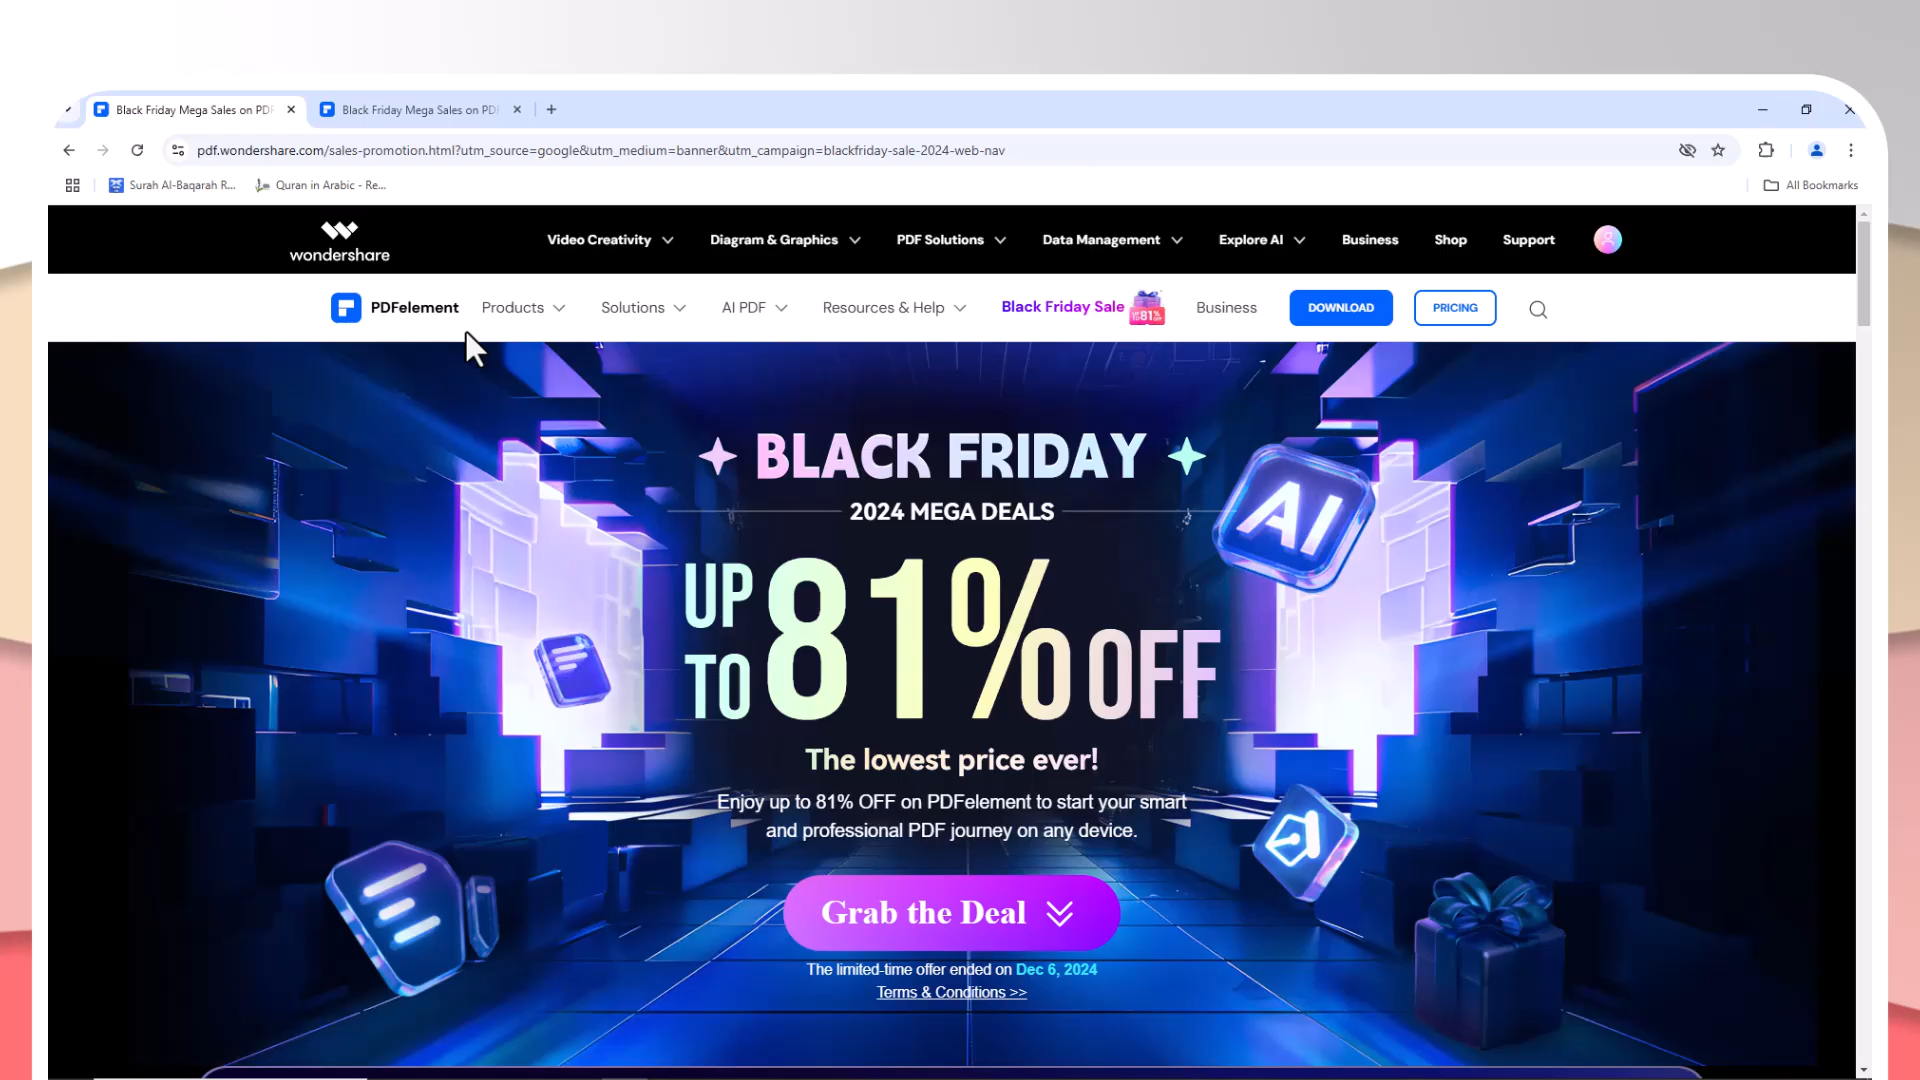 Black Friday Mega Sales on PDF
Black Friday Mega Sales on PDF
pdf.wondershare.com/sales-promotion.html?utm_source=google&utm_medium=banner&utm_campaign=blackfriday-sale-2024-web-nav
Surah Al-Baqarah R...
Quran in Arabic - Re...
All Bookmarks
wondershare
Video Creativity
Diagram & Graphics
PDF Solutions
Data Management
Explore AI
Business
Shop
Support
PDFelement
Products
Solutions
AI PDF
Resources & Help
Black Friday Sale
UP TO 81%
Business
DOWNLOAD
PRICING
BLACK FRIDAY
2024 MEGA DEALS
UP TO 81% OFF
AI
The lowest price ever!
Enjoy up to 81% OFF on PDFelement to start your smart
and professional PDF journey on any device.
Grab the Deal
The limited-time offer ended on Dec 6, 2024
Terms & Conditions >>